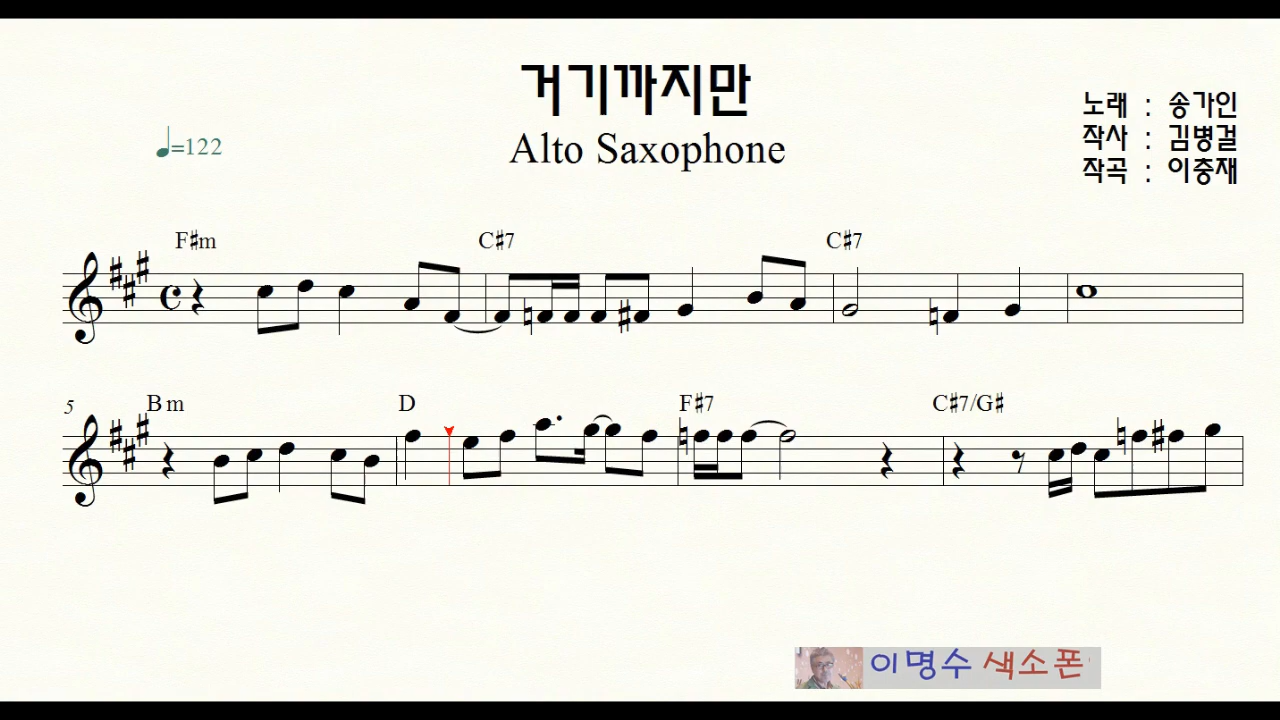 거기까지만
Alto Saxophone
노래 : 송가인
작사 : 김병걸
작곡 : 이충재
♩=122
F♯m C♯7 C♯7
5
Bm D F♯7 C♯7/G♯
이명수 색소폰